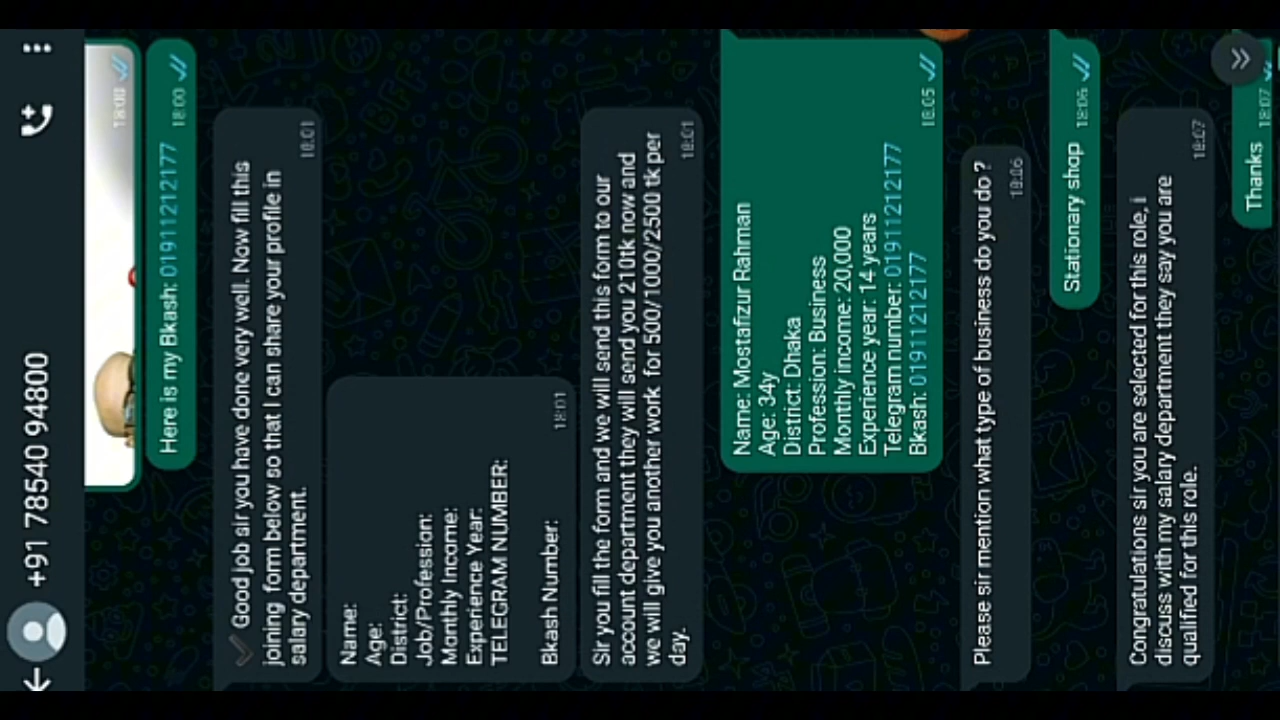 +91 78540 94800
18:00
Here is my Bkash: 01911212177 18:00
Good job sir you have done very well. Now fill this
joining form below so that I can share your profile in
salary department. 18:01
Name:
Age:
District:
Job/Profession:
Monthly Income:
Experience Year:
TELEGRAM NUMBER:
Bkash Number: 18:01
Sir you fill the form and we will send this form to our
account department they will send you 210tk now and
we will give you another work for 500/1000/2500 tk per
day. 18:01
Name: Mostafizur Rahman
Age: 34y
District: Dhaka
Profession: Business
Monthly income: 20,000
Experience year: 14 years
Telegram number: 01911212177
Bkash: 01911212177 18:05
Please sir mention what type of business do you do ?
18:06
Stationary shop 18:06
Congratulations sir you are selected for this role, i
discuss with my salary department they say you are
qualified for this role. 18:07
Thanks 18:07